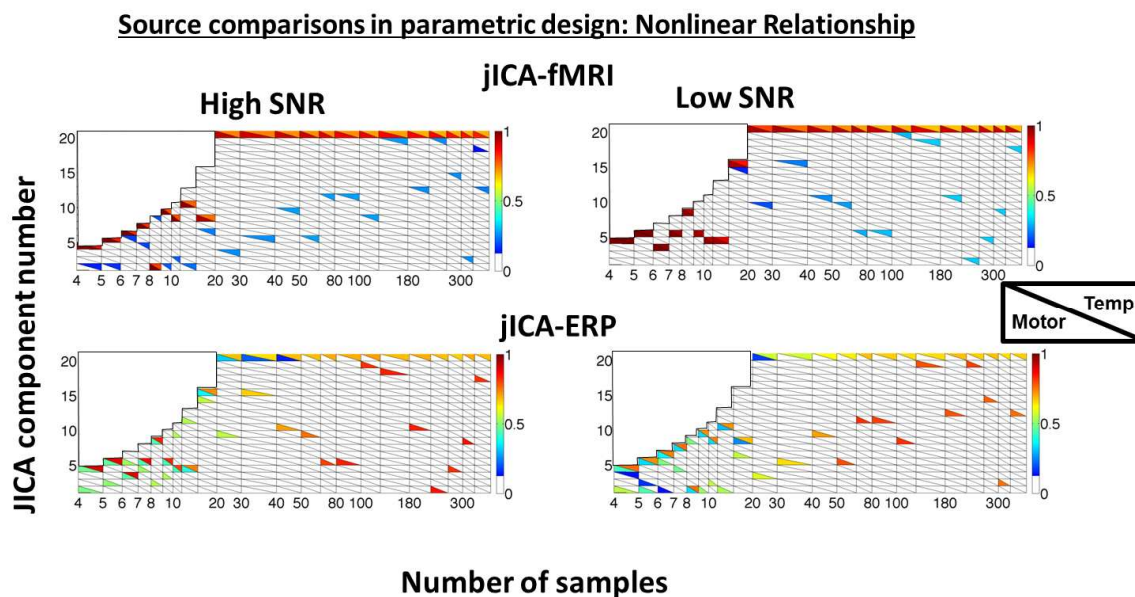 Source comparisons in parametric design: Nonlinear Relationship
jICA-fMRI
High SNR
Low SNR
20
15
10
5
4 5 6 7 8 10 20 30 40 50 80 100 180 300
1
0.5
0
20
15
10
5
4 5 6 7 8 10 20 30 40 50 80 100 180 300
1
0.5
0
JICA component number
Temp
Motor
jICA-ERP
20
15
10
5
4 5 6 7 8 10 20 30 40 50 80 100 180 300
1
0.5
0
20
15
10
5
4 5 6 7 8 10 20 30 40 50 80 100 180 300
1
0.5
0
Number of samples